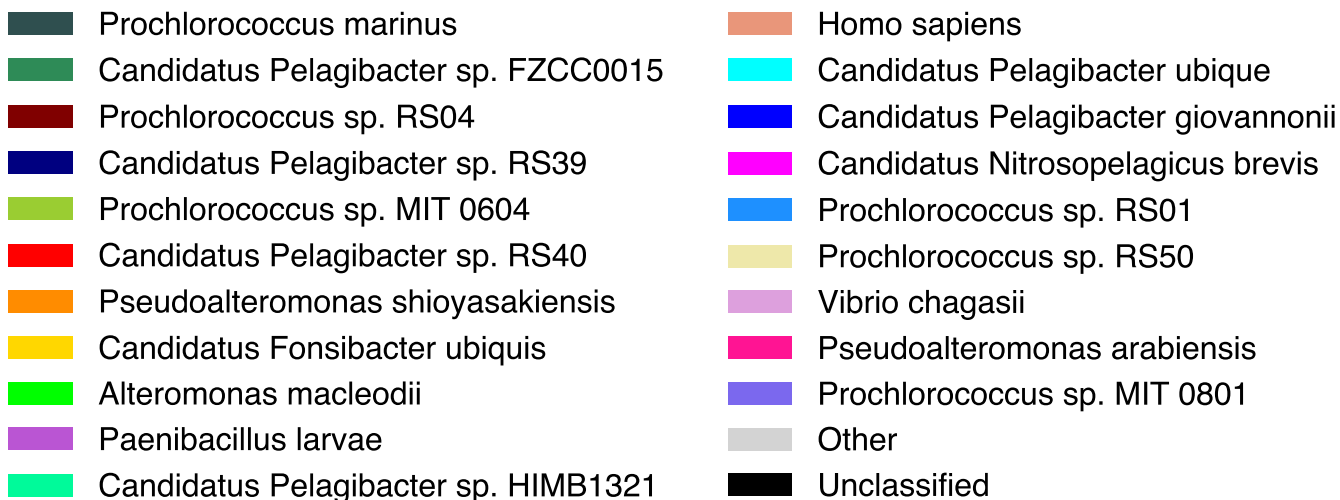 Prochlorococcus marinus
Candidatus Pelagibacter sp. FZCC0015
Prochlorococcus sp. RS04
Candidatus Pelagibacter sp. RS39
Prochlorococcus sp. MIT 0604
Candidatus Pelagibacter sp. RS40
Pseudoalteromonas shioyasakiensis
Candidatus Fonsibacter ubiquis
Alteromonas macleodii
Paenibacillus larvae
Candidatus Pelagibacter sp. HIMB1321
Homo sapiens
Candidatus Pelagibacter ubique
Candidatus Pelagibacter giovannonii
Candidatus Nitrosopelagicus brevis
Prochlorococcus sp. RS01
Prochlorococcus sp. RS50
Vibrio chagasii
Pseudoalteromonas arabiensis
Prochlorococcus sp. MIT 0801
Other
Unclassified